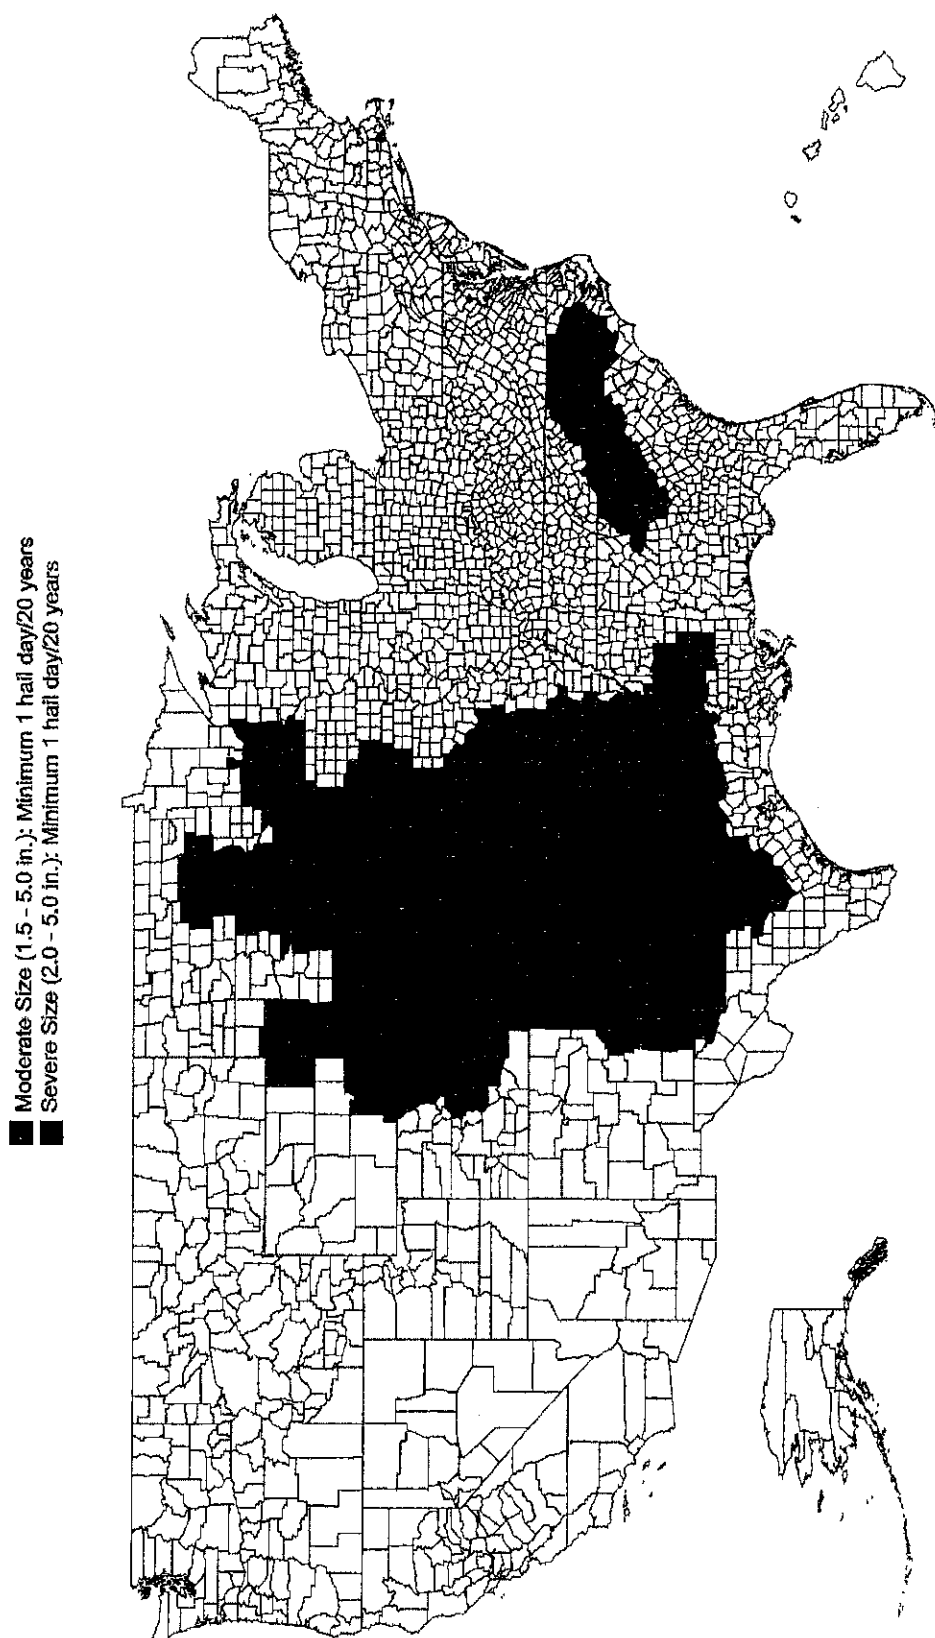 Moderate Size (1.5 - 5.0 in.): Minimum 1 hail day/20 years
Severe Size (2.0 - 5.0 in.): Minimum 1 hail day/20 years